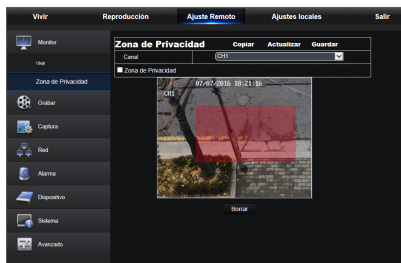 Vivir Reproducción Ajuste Remoto Ajustes locales Salir
Monitor
Vivir
Zona de Privacidad
Grabar
Captura
Red
Alarma
Dispositivo
Sistema
Avanzado
Zona de Privacidad Copiar Actualizar Guardar
Canal CH1
Zona de Privacidad
07/07/2016 18:21:16
CH1
Borrar